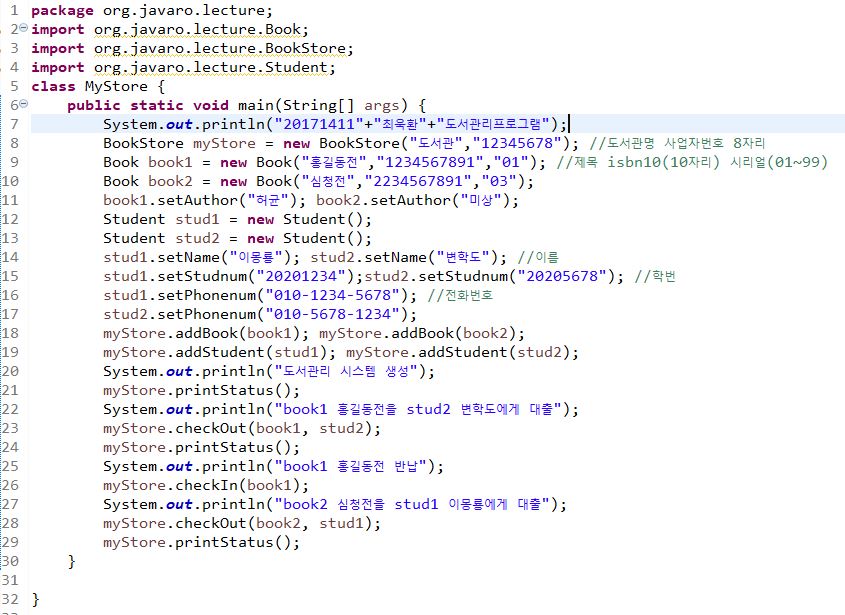 1 package org.javaro.lecture;
2 import org.javaro.lecture.Book;
3 import org.javaro.lecture.BookStore;
4 import org.javaro.lecture.Student;
5 class MyStore {
6     public static void main(String[] args) {
7         System.out.println("20171411"+"최욱환"+"도서관리프로그램");
8         BookStore myStore = new BookStore("도서관","12345678"); //도서관명 사업자번호 8자리
9         Book book1 = new Book("홍길동전","1234567891","01"); //제목 isbn10(10자리) 시리얼(01~99)
10         Book book2 = new Book("심청전","2234567891","03");
11         book1.setAuthor("허균"); book2.setAuthor("미상");
12         Student stud1 = new Student();
13         Student stud2 = new Student();
14         stud1.setName("이몽룡"); stud2.setName("변학도"); //이름
15         stud1.setStudnum("20201234");stud2.setStudnum("20205678"); //학번
16         stud1.setPhonenum("010-1234-5678"); //전화번호
17         stud2.setPhonenum("010-5678-1234");
18         myStore.addBook(book1); myStore.addBook(book2);
19         myStore.addStudent(stud1); myStore.addStudent(stud2);
20         System.out.println("도서관리 시스템 생성");
21         myStore.printStatus();
22         System.out.println("book1 홍길동전을 stud2 변학도에게 대출");
23         myStore.checkOut(book1, stud2);
24         myStore.printStatus();
25         System.out.println("book1 홍길동전 반납");
26         myStore.checkIn(book1);
27         System.out.println("book2 심청전을 stud1 이몽룡에게 대출");
28         myStore.checkOut(book2, stud1);
29         myStore.printStatus();
30     }
31
32 }